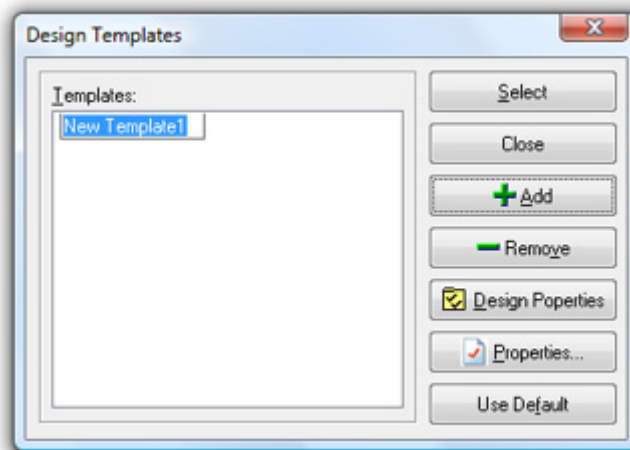 Design Templates
Templates:
New Template1
Select
Close
Add
Remove
Design Poperties
Properties...
Use Default